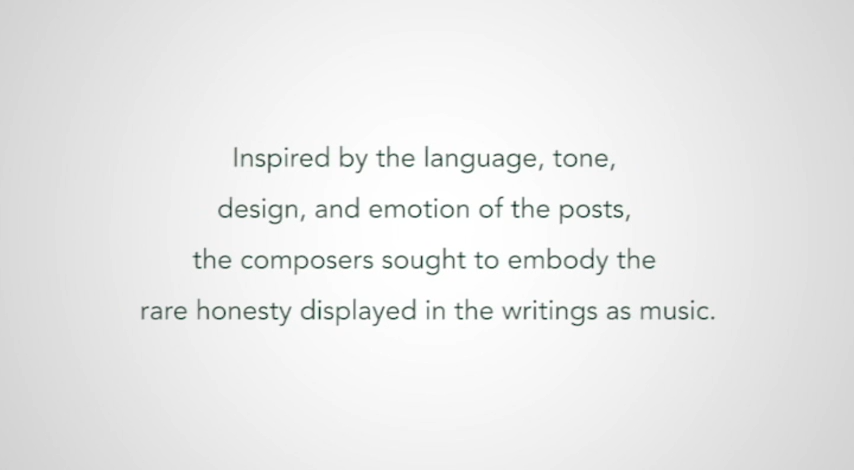 Inspired by the language, tone,
design, and emotion of the posts,
the composers sought to embody the
rare honesty displayed in the writings as music.